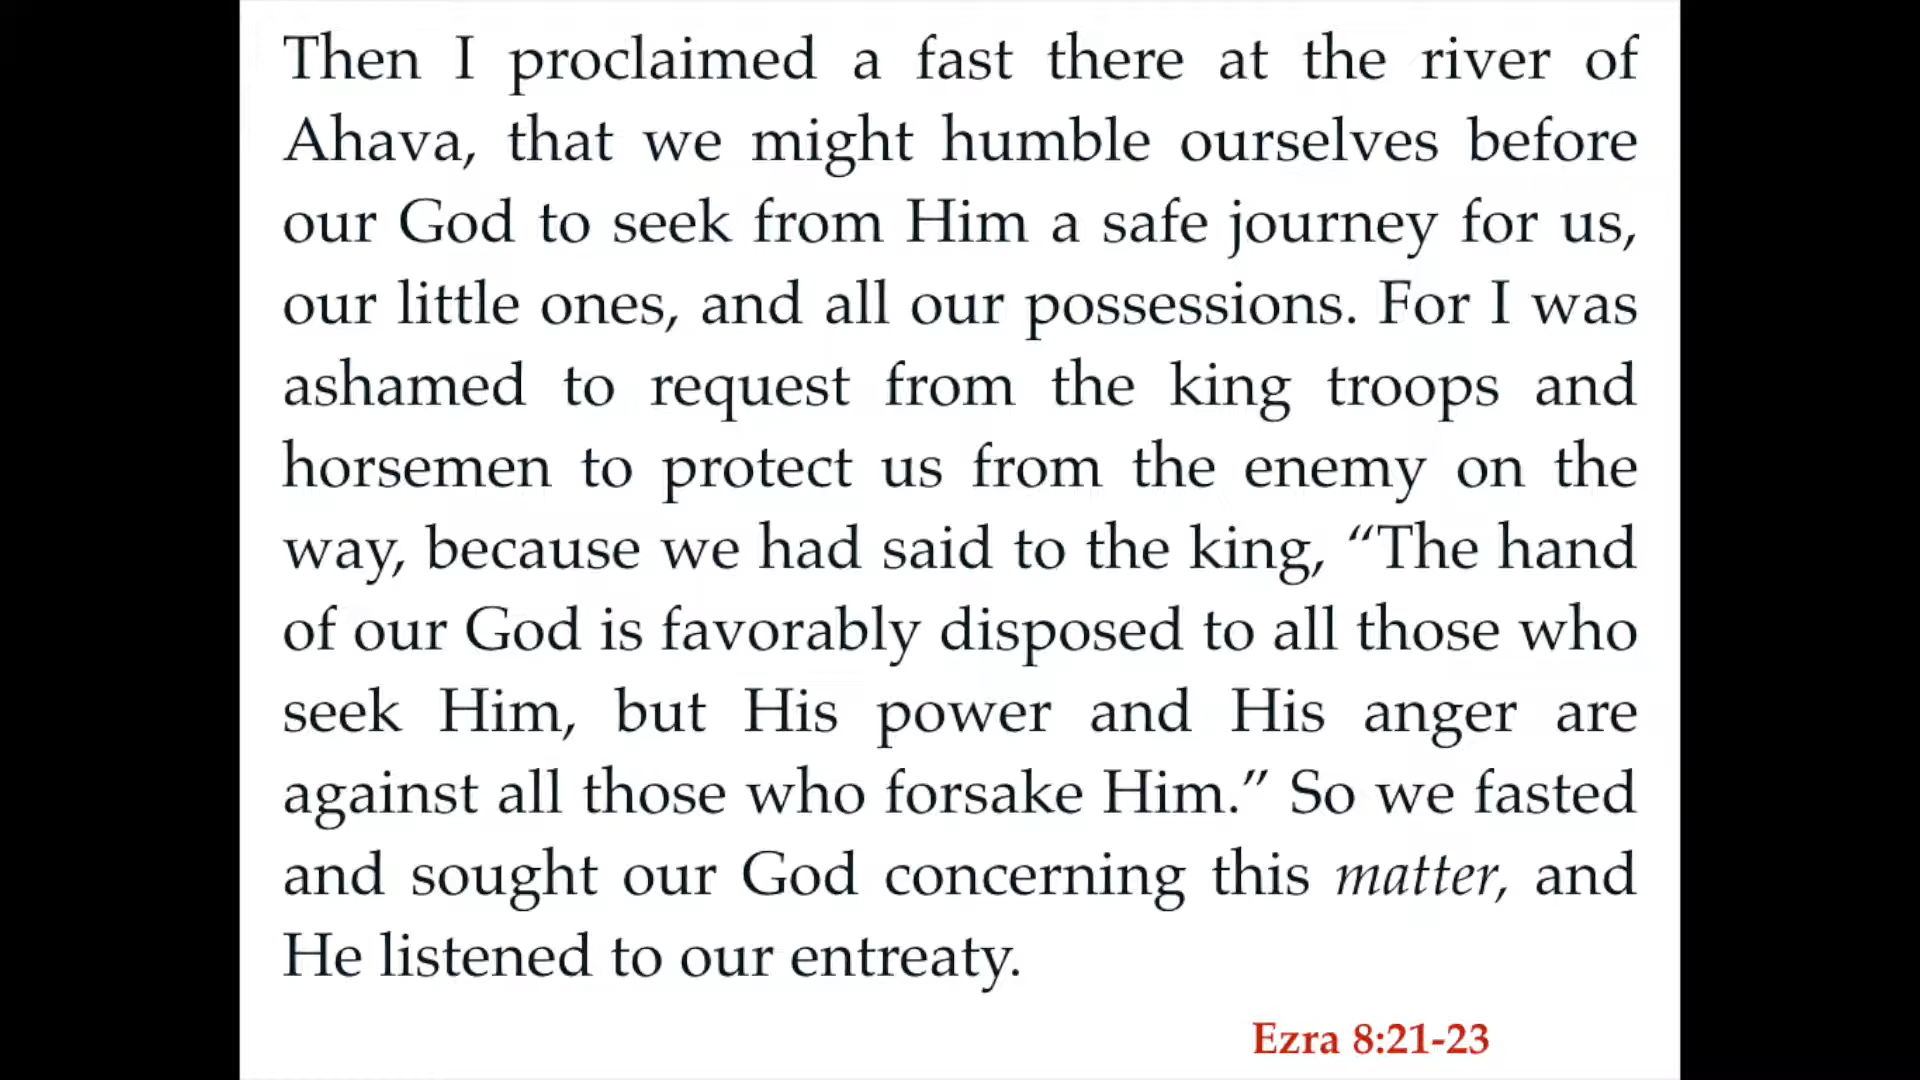 Then I proclaimed a fast there at the river of
Ahava, that we might humble ourselves before
our God to seek from Him a safe journey for us,
our little ones, and all our possessions. For I was
ashamed to request from the king troops and
horsemen to protect us from the enemy on the
way, because we had said to the king, “The hand
of our God is favorably disposed to all those who
seek Him, but His power and His anger are
against all those who forsake Him.” So we fasted
and sought our God concerning this matter, and
He listened to our entreaty.
Ezra 8:21-23